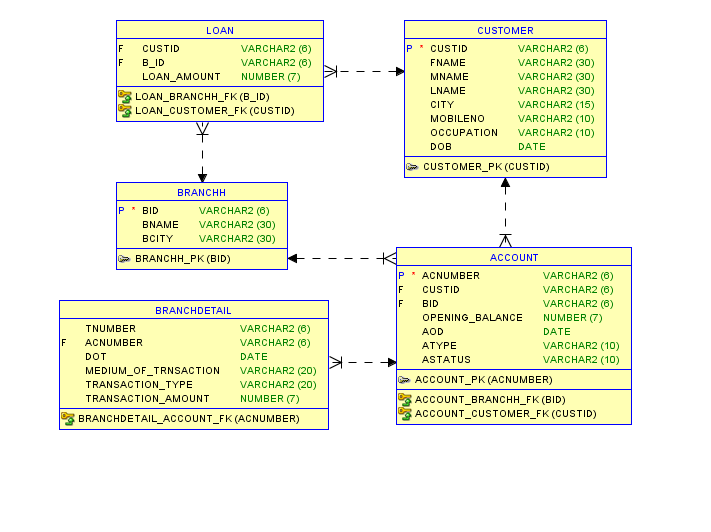 LOAN
F CUSTID VARCHAR2 (6)
F B_ID VARCHAR2 (6)
LOAN_AMOUNT NUMBER (7)
LOAN_BRANCHH_FK (B_ID)
LOAN_CUSTOMER_FK (CUSTID)
CUSTOMER
P * CUSTID VARCHAR2 (6)
FNAME VARCHAR2 (30)
MNAME VARCHAR2 (30)
LNAME VARCHAR2 (30)
CITY VARCHAR2 (15)
MOBILENO VARCHAR2 (10)
OCCUPATION VARCHAR2 (10)
DOB DATE
CUSTOMER_PK (CUSTID)
BRANCHH
P * BID VARCHAR2 (6)
BNAME VARCHAR2 (30)
BCITY VARCHAR2 (30)
BRANCHH_PK (BID)
ACCOUNT
P * ACNUMBER VARCHAR2 (6)
F CUSTID VARCHAR2 (6)
F BID VARCHAR2 (6)
OPENING_BALANCE NUMBER (7)
AOD DATE
ATYPE VARCHAR2 (10)
ASTATUS VARCHAR2 (10)
ACCOUNT_PK (ACNUMBER)
ACCOUNT_BRANCHH_FK (BID)
ACCOUNT_CUSTOMER_FK (CUSTID)
BRANCHDETAIL
TNUMBER VARCHAR2 (6)
F ACNUMBER VARCHAR2 (6)
DOT DATE
MEDIUM_OF_TRNSACTION VARCHAR2 (20)
TRANSACTION_TYPE VARCHAR2 (20)
TRANSACTION_AMOUNT NUMBER (7)
BRANCHDETAIL_ACCOUNT_FK (ACNUMBER)